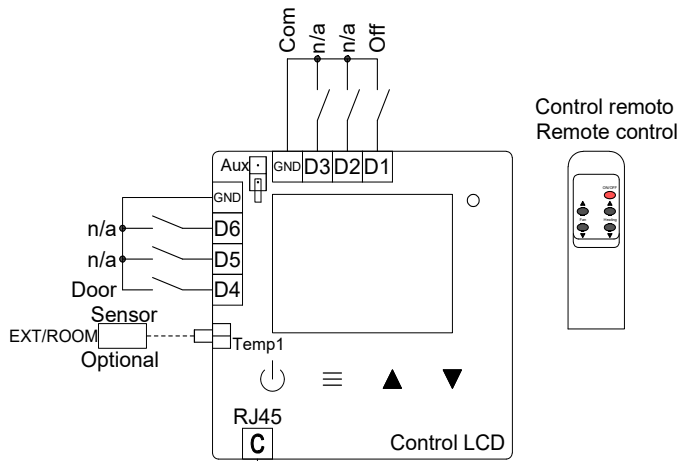 Com
n/a
n/a
Off
Control remoto
Remote control
Aux
GND
D3
D2
D1
ON/OFF
Fan
Heating
GND
n/a
D6
n/a
D5
Door
D4
Sensor
EXT/ROOM
Optional
Temp1
RJ45
C
Control LCD